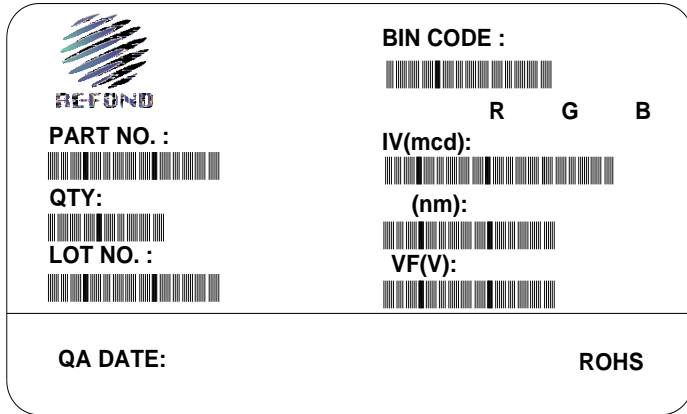 REFOND
BIN CODE :
R G B
PART NO. :
IV(mcd):
QTY:
(nm):
LOT NO. :
VF(V):
QA DATE:
ROHS